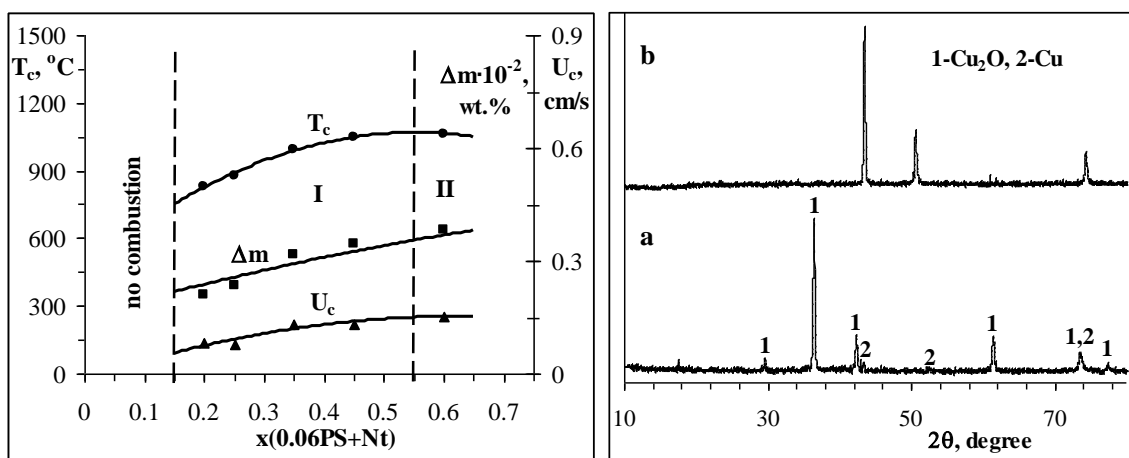 1500
T_c, °C
1200
900
600
300
0
0.9
U_c,
cm/s
0.6
0.3
0
Δm·10⁻²,
wt.%
T_c
I
II
Δm
U_c
no combustion
0
0.1
0.2
0.3
0.4
0.5
0.6
0.7
x(0.06PS+Nt)
b
1-Cu₂O, 2-Cu
a
1
1
1
2
2
1
1,2
1
10
30
50
70
2θ, degree